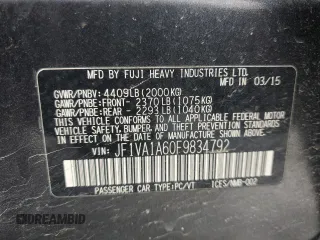 MFD BY FUJI HEAVY INDUSTRIES LTD. 03/15
GVWR/PNBV: 4409LB(2000KG)
GAWR/PNBE:FRONT- 2370LB(1075KG)
GAWR/PNBE:REAR - 2293LB(1040KG)
THIS VEHICLE CONFORMS TO ALL APPLICABLE
FEDERAL MOTOR VEHICLE SAFETY, BUMPER, AND
THEFT PREVENTION STANDARDS IN EFFECT ON
THE DATE OF MANUFACTURE SHOWN ABOVE.
VIN: JF1VA1A60F9834792
PASSENGER CAR TYPE:PC/VT ICES/NMB-002
DREAMBID